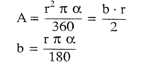 A = r² π α / 360 = b · r / 2
b = r π α / 180